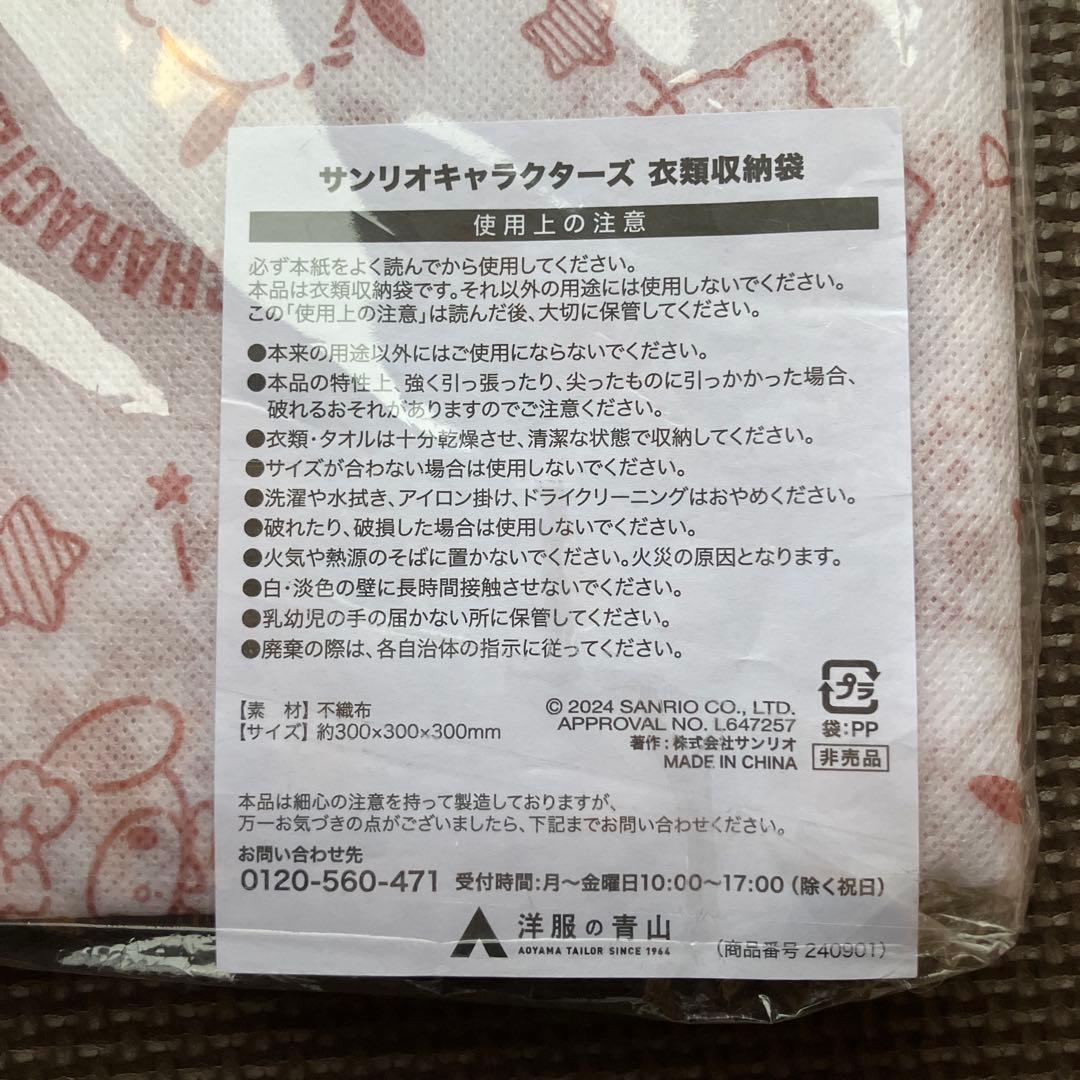 CHARACTE
サンリオキャラクターズ 衣類収納袋
使用上の注意
必ず本紙をよく読んでから使用してください。
本品は衣類収納袋です。それ以外の用途には使用しないでください。
この「使用上の注意」は読んだ後、大切に保管してください。
●本来の用途以外にはご使用にならないでください。
●本品の特性上、強く引っ張ったり、尖ったものに引っかかった場合、
破れるおそれがありますのでご注意ください。
●衣類・タオルは十分乾燥させ、清潔な状態で収納してください。
●サイズが合わない場合は使用しないでください。
●洗濯や水拭き、アイロン掛け、ドライクリーニングはおやめください。
●破れたり、破損した場合は使用しないでください。
●火気や熱源のそばに置かないでください。火災の原因となります。
●白・淡色の壁に長時間接触させないでください。
●乳幼児の手の届かない所に保管してください。
●廃棄の際は、各自治体の指示に従ってください。
【素　材】不織布
【サイズ】約300×300×300mm
© 2024 SANRIO CO., LTD.
APPROVAL NO. L647257
著作：株式会社サンリオ
MADE IN CHINA
プラ
袋：PP
非売品
本品は細心の注意を持って製造しておりますが、
万一お気づきの点がございましたら、下記までお問い合わせください。
お問い合わせ先
0120-560-471 受付時間：月～金曜日10:00～17:00（除く祝日）
洋服の青山
AOYAMA TAILOR SINCE 1964
（商品番号 240901）